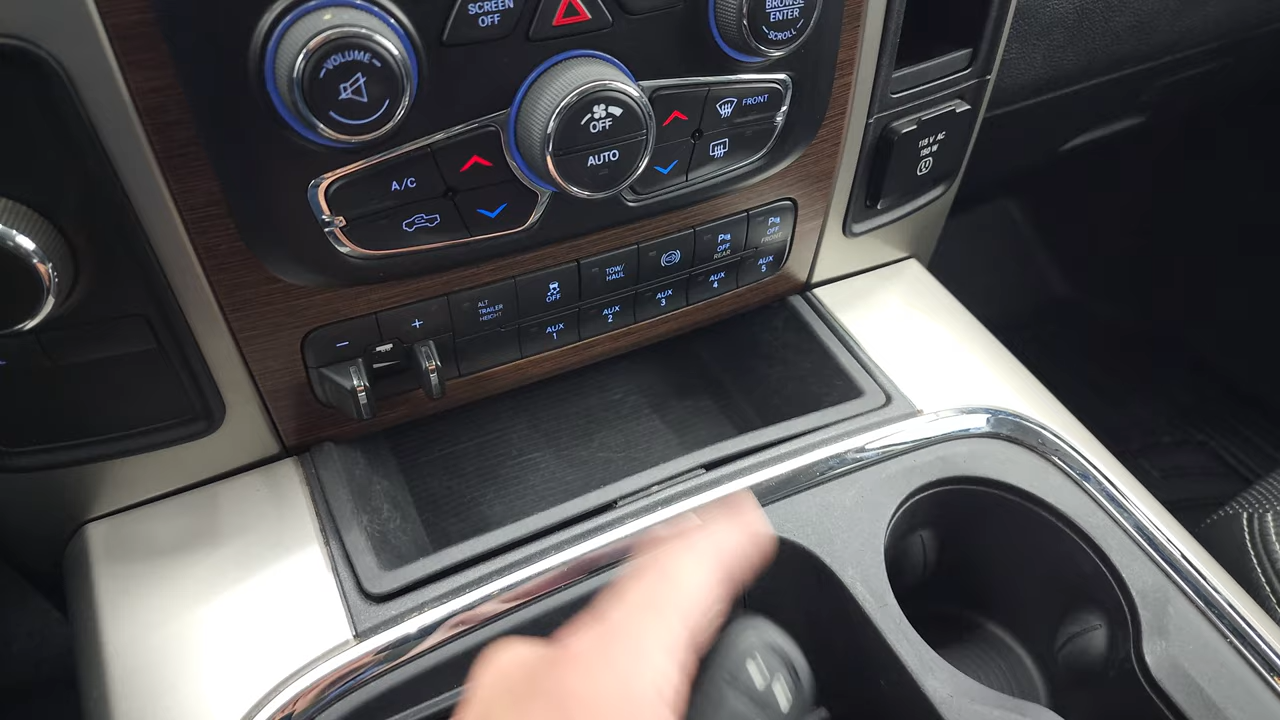 SCREEN
OFF
BROWSE
ENTER
SCROLL
VOLUME
OFF
AUTO
A/C
FRONT
115 V AC
150 W
− +
ALT
TRAILER
HEIGHT
OFF
TOW/
HAUL
P OFF
REAR
P OFF
FRONT
AUX
1
AUX
2
AUX
3
AUX
4
AUX
5